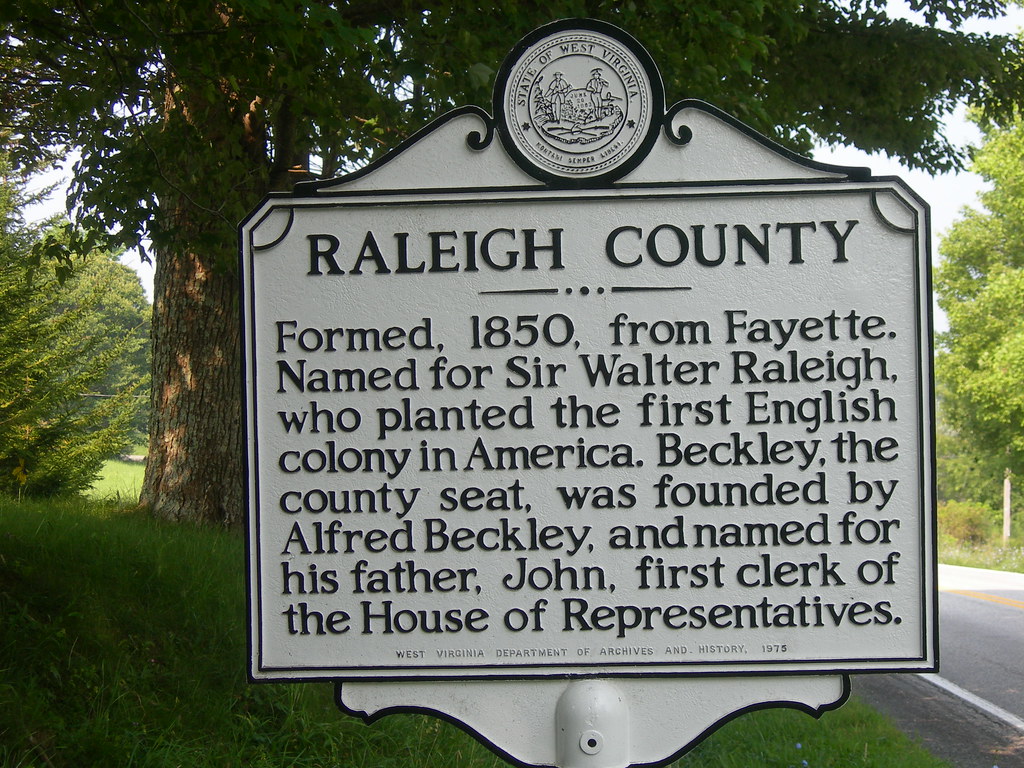 STATE OF WEST VIRGINIA
MONTANI SEMPER LIBERI
RALEIGH COUNTY
Formed, 1850, from Fayette.
Named for Sir Walter Raleigh,
who planted the first English
colony in America. Beckley, the
county seat, was founded by
Alfred Beckley, and named for
his father, John, first clerk of
the House of Representatives.
WEST VIRGINIA DEPARTMENT OF ARCHIVES AND HISTORY, 1975